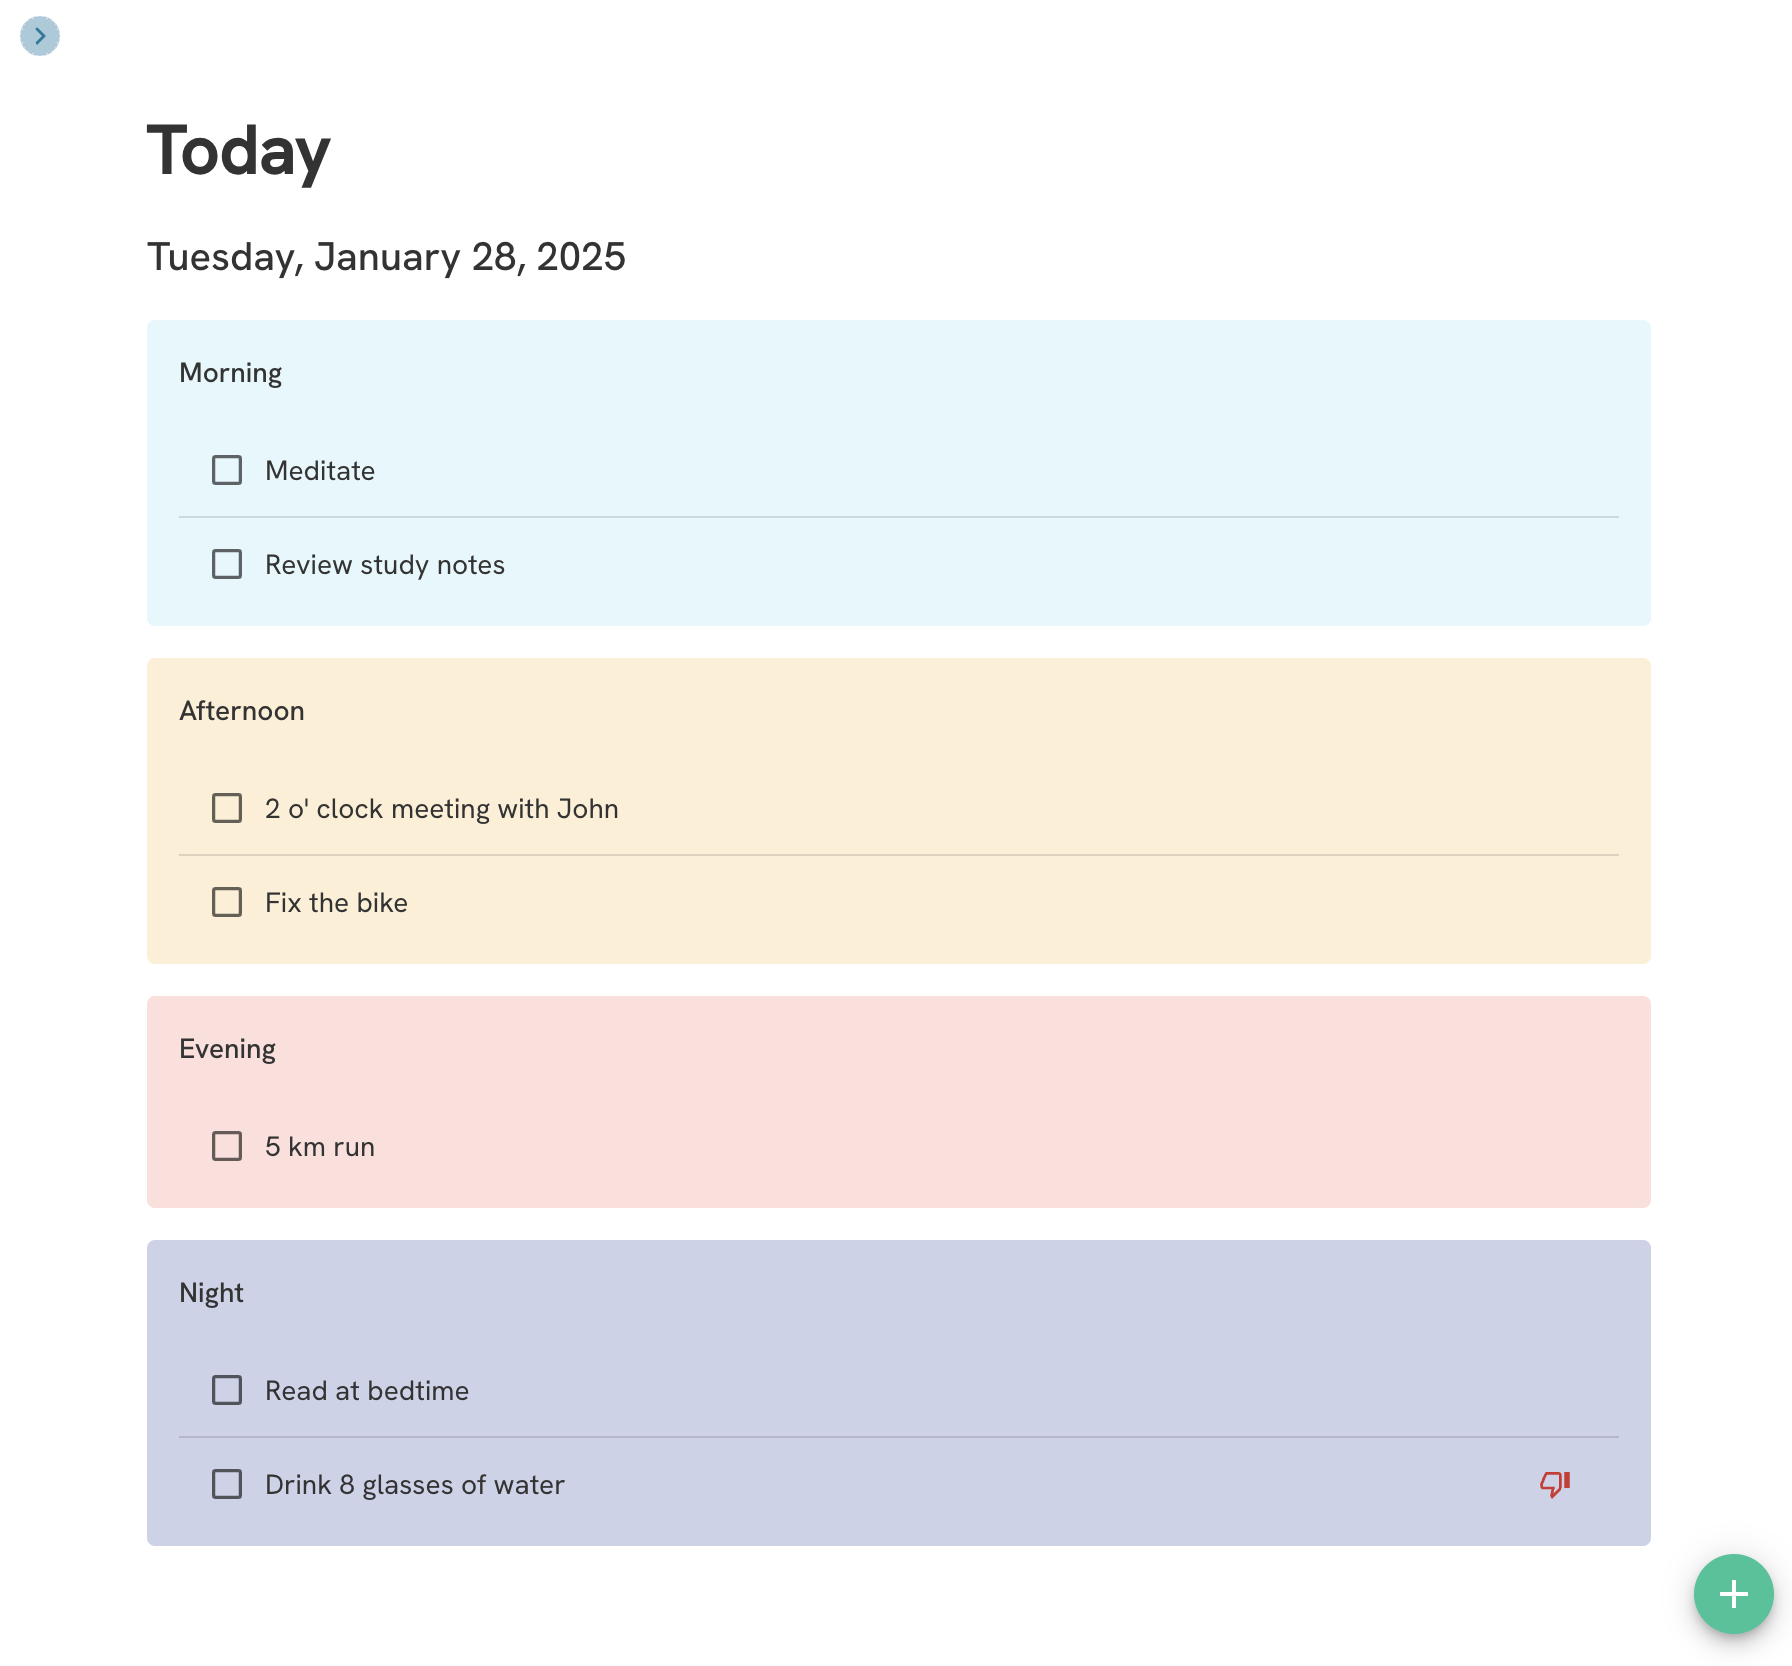 Today
Tuesday, January 28, 2025
Morning
Meditate
Review study notes
Afternoon
2 o' clock meeting with John
Fix the bike
Evening
5 km run
Night
Read at bedtime
Drink 8 glasses of water